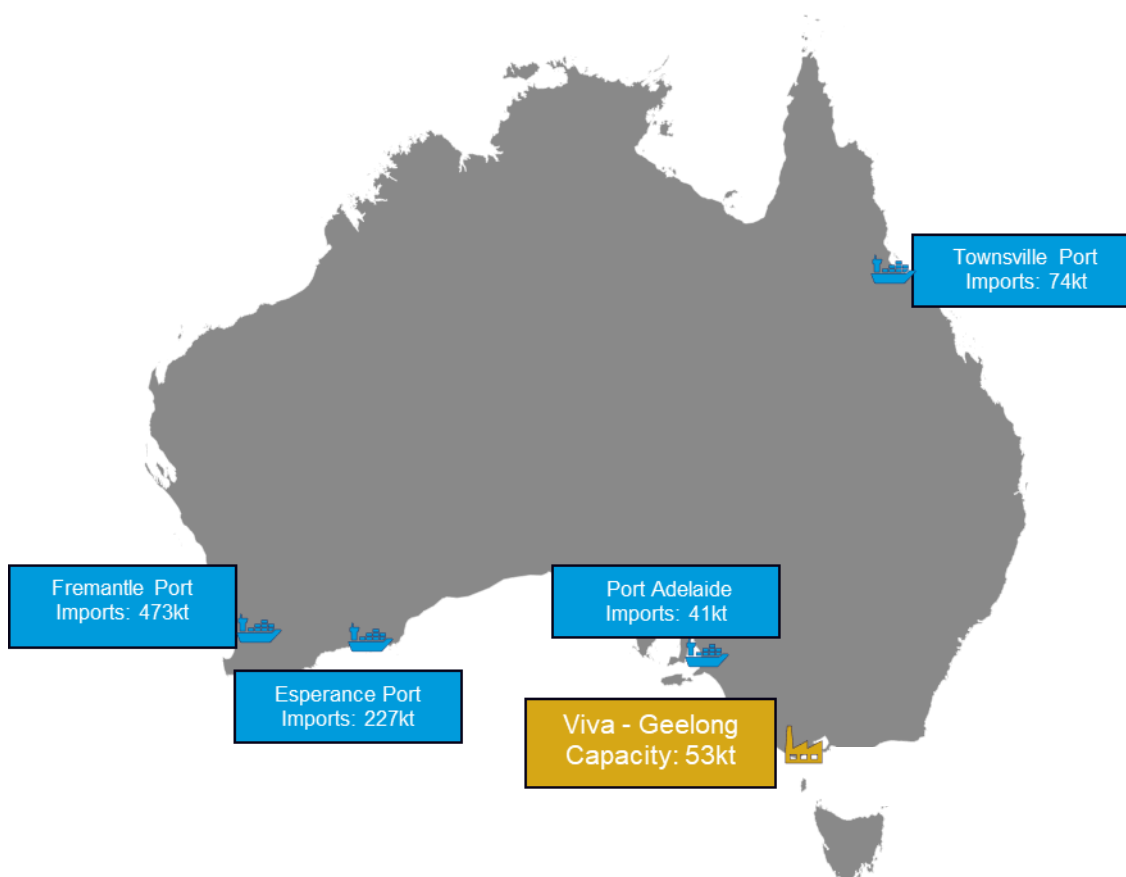 Townsville Port
Imports: 74kt
Fremantle Port
Imports: 473kt
Port Adelaide
Imports: 41kt
Esperance Port
Imports: 227kt
Viva - Geelong
Capacity: 53kt